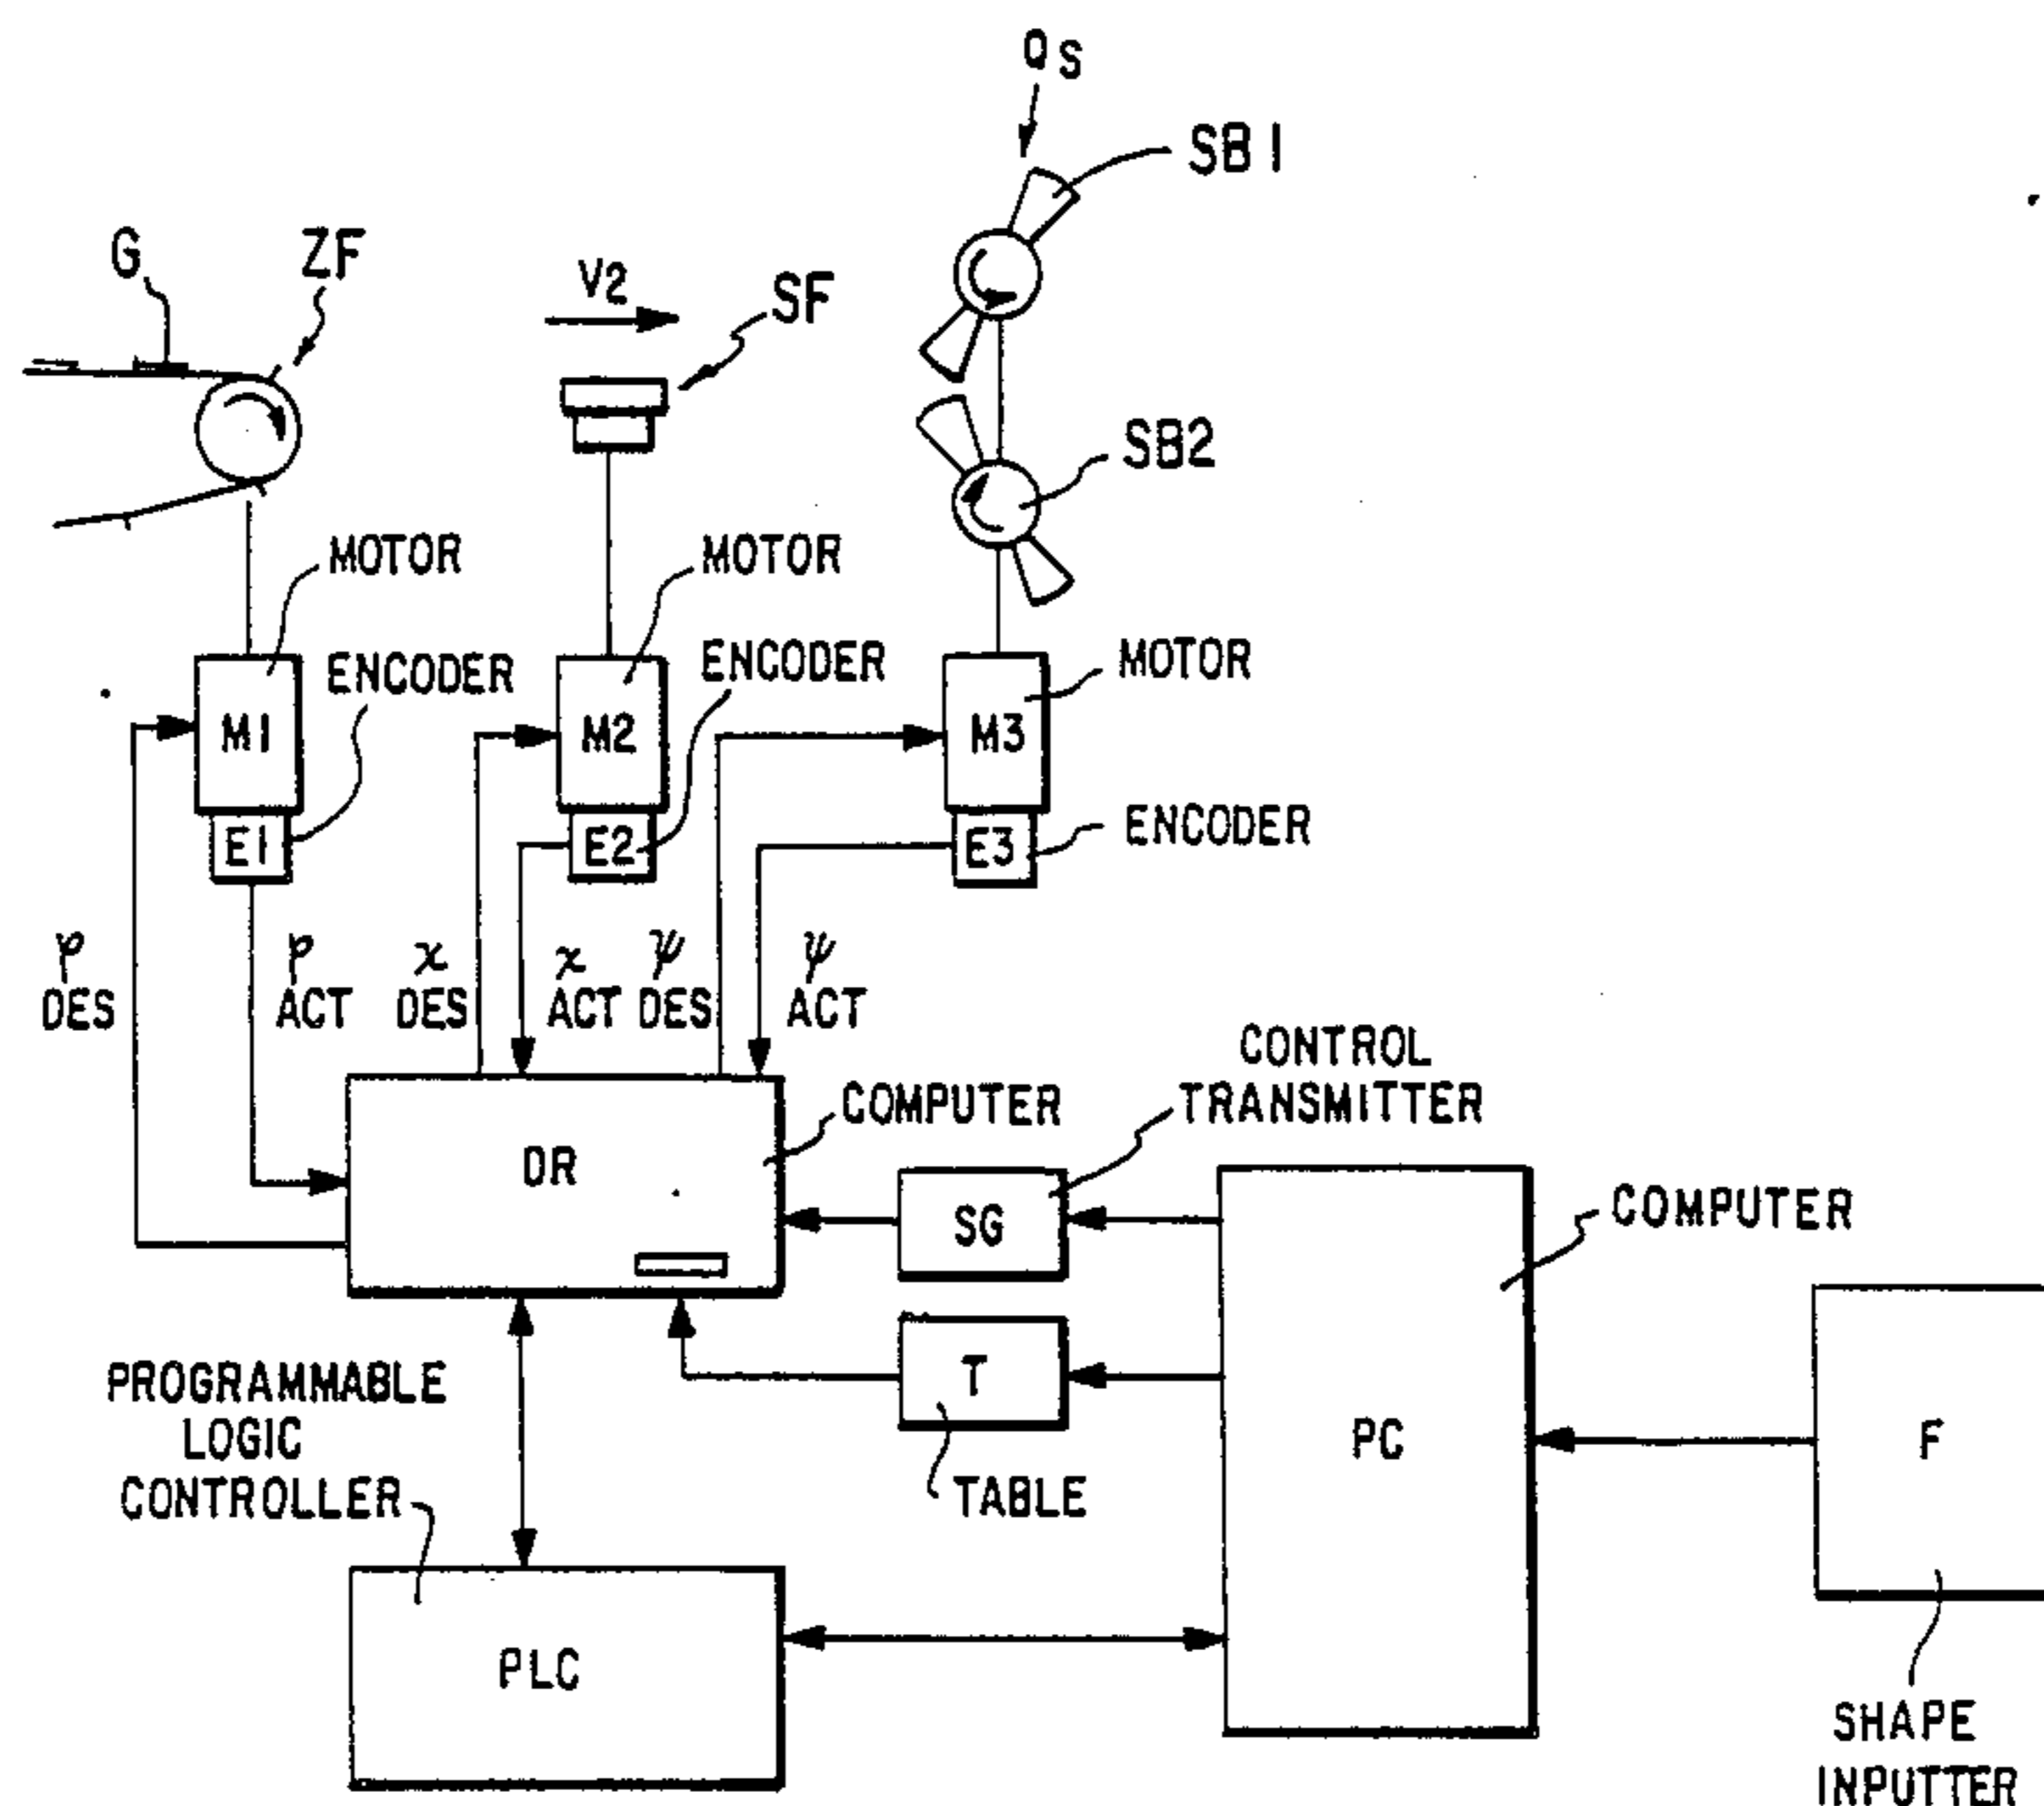 QS
SB1
G
ZF
V2
SF
SB2
MOTOR
MOTOR
ENCODER
ENCODER
MOTOR
M1
M2
M3
E1
E2
E3
ENCODER
φ
DES
φ
ACT
x
DES
x
ACT
ψ
DES
ψ
ACT
CONTROL
TRANSMITTER
COMPUTER
DR
SG
COMPUTER
PROGRAMMABLE
LOGIC
CONTROLLER
T
TABLE
PC
F
PLC
SHAPE
INPUTTER